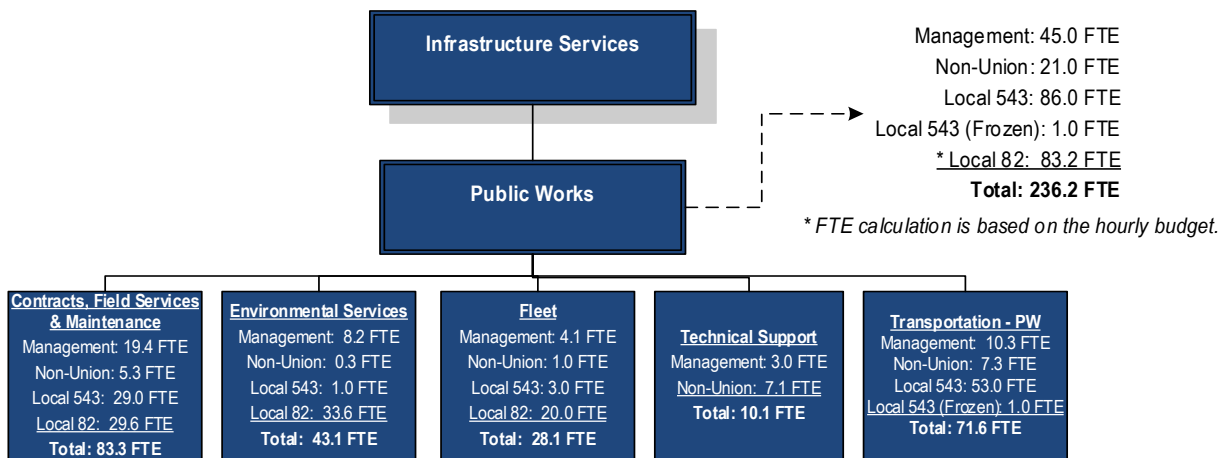 Infrastructure Services
Management: 45.0 FTE
Non-Union: 21.0 FTE
Local 543: 86.0 FTE
Local 543 (Frozen): 1.0 FTE
* Local 82: 83.2 FTE
Total: 236.2 FTE
* FTE calculation is based on the hourly budget.
Public Works
Contracts, Field Services
& Maintenance
Management: 19.4 FTE
Non-Union: 5.3 FTE
Local 543: 29.0 FTE
Local 82: 29.6 FTE
Total: 83.3 FTE
Environmental Services
Management: 8.2 FTE
Non-Union: 0.3 FTE
Local 543: 1.0 FTE
Local 82: 33.6 FTE
Total: 43.1 FTE
Fleet
Management: 4.1 FTE
Non-Union: 1.0 FTE
Local 543: 3.0 FTE
Local 82: 20.0 FTE
Total: 28.1 FTE
Technical Support
Management: 3.0 FTE
Non-Union: 7.1 FTE
Total: 10.1 FTE
Transportation - PW
Management: 10.3 FTE
Non-Union: 7.3 FTE
Local 543: 53.0 FTE
Local 543 (Frozen): 1.0 FTE
Total: 71.6 FTE